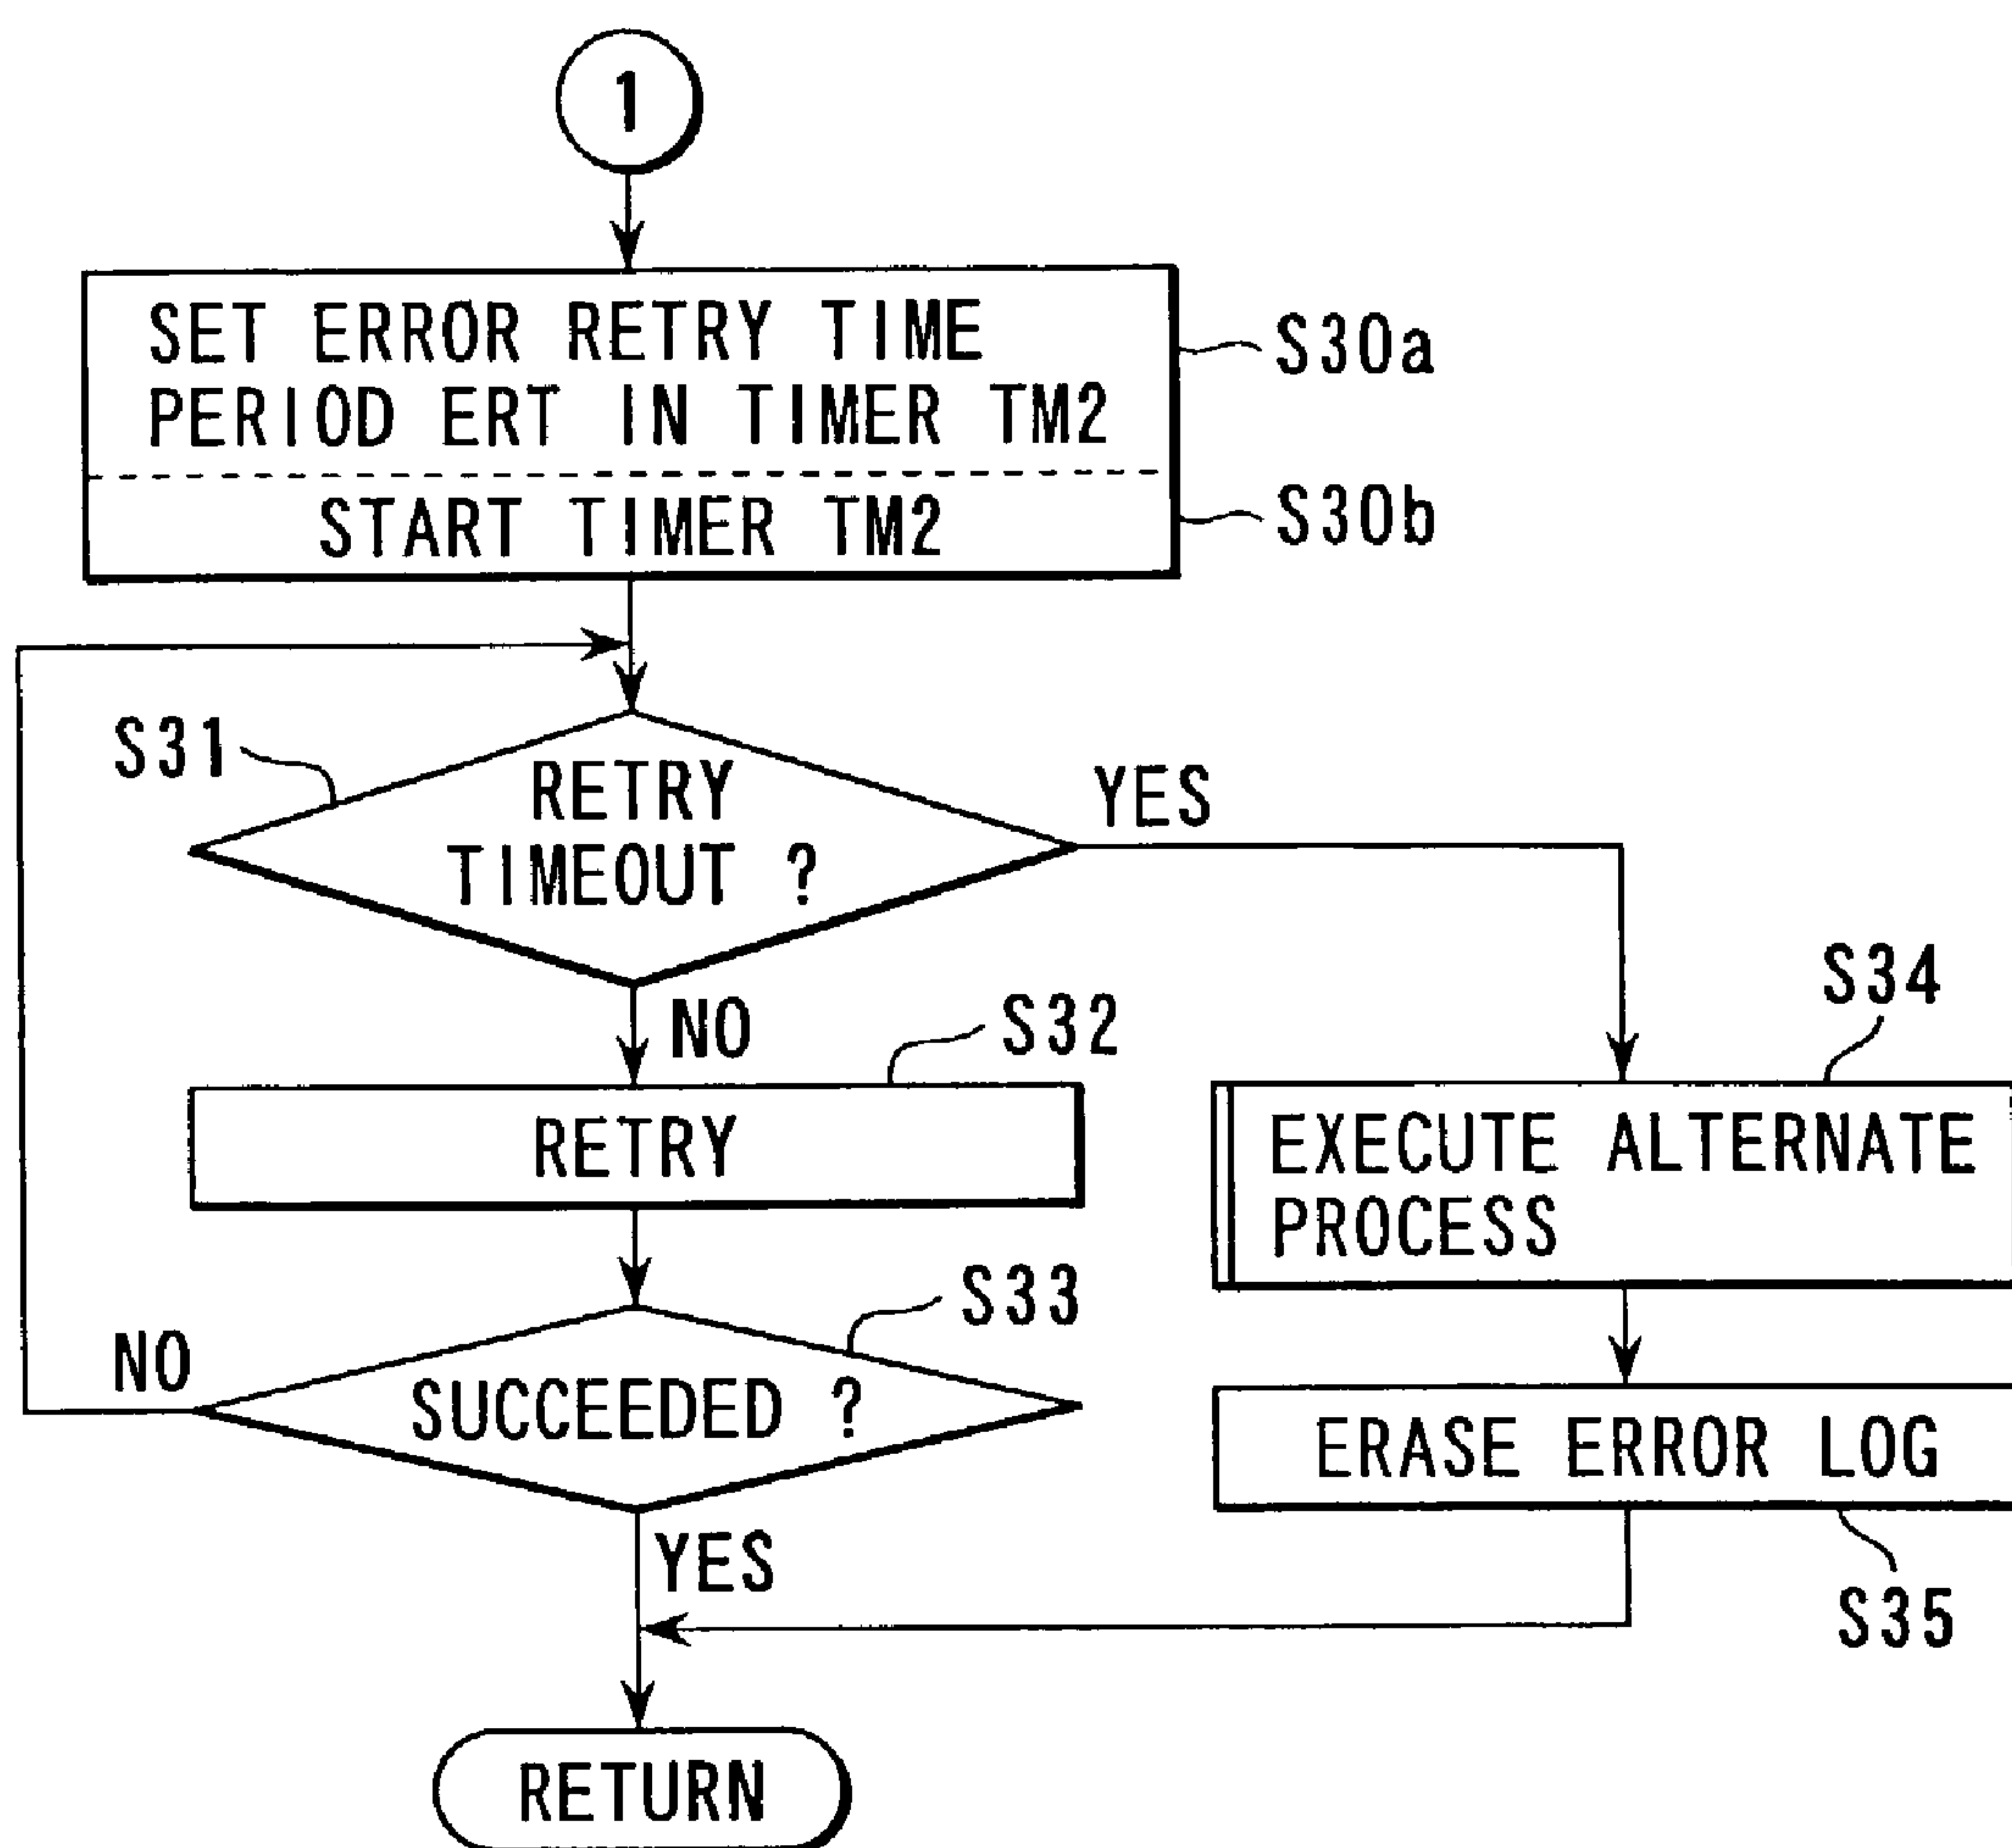 1
SET ERROR RETRY TIME
PERIOD ERT IN TIMER TM2
S30a
START TIMER TM2
S30b
S31
RETRY
TIMEOUT ?
YES
NO
S32
RETRY
S34
EXECUTE ALTERNATE
PROCESS
S33
SUCCEEDED ?
NO
YES
ERASE ERROR LOG
S35
RETURN